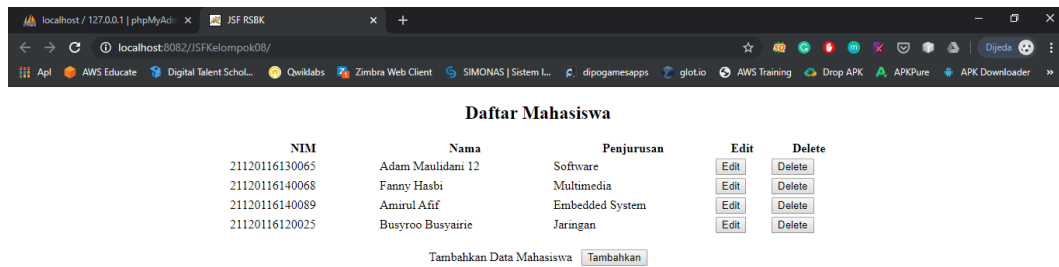 localhost / 127.0.0.1 | phpMyAdm JSF RSBK
localhost:8082/JSFKelompok08/ Dijeda
Apl AWS Educate Digital Talent Schol... Qwiklabs Zimbra Web Client SIMONAS | Sistem I... dipogamesapps glot.io AWS Training Drop APK APKPure APK Downloader »
Daftar Mahasiswa
NIM Nama Penjurusan Edit Delete
21120116130065 Adam Maulidani 12 Software Edit Delete
21120116140068 Fanny Hasbi Multimedia Edit Delete
21120116140089 Amirul Afif Embedded System Edit Delete
21120116120025 Busyroo Busyairie Jaringan Edit Delete
Tambahkan Data Mahasiswa Tambahkan